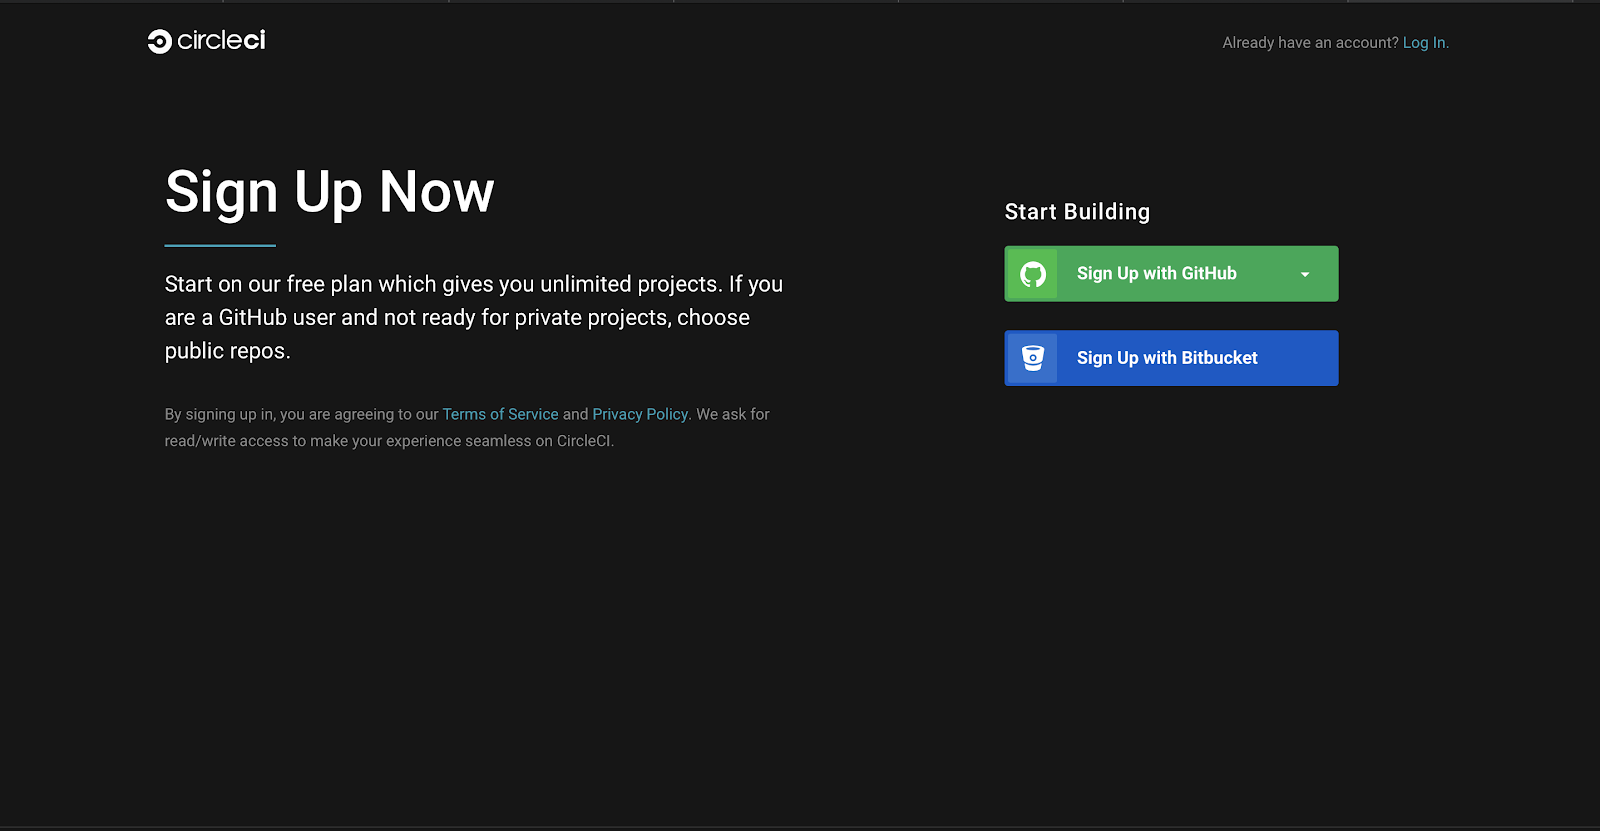 circleci
Already have an account? Log In.
Sign Up Now
Start on our free plan which gives you unlimited projects. If you
are a GitHub user and not ready for private projects, choose
public repos.
By signing up in, you are agreeing to our Terms of Service and Privacy Policy. We ask for
read/write access to make your experience seamless on CircleCI.
Start Building
Sign Up with GitHub
Sign Up with Bitbucket